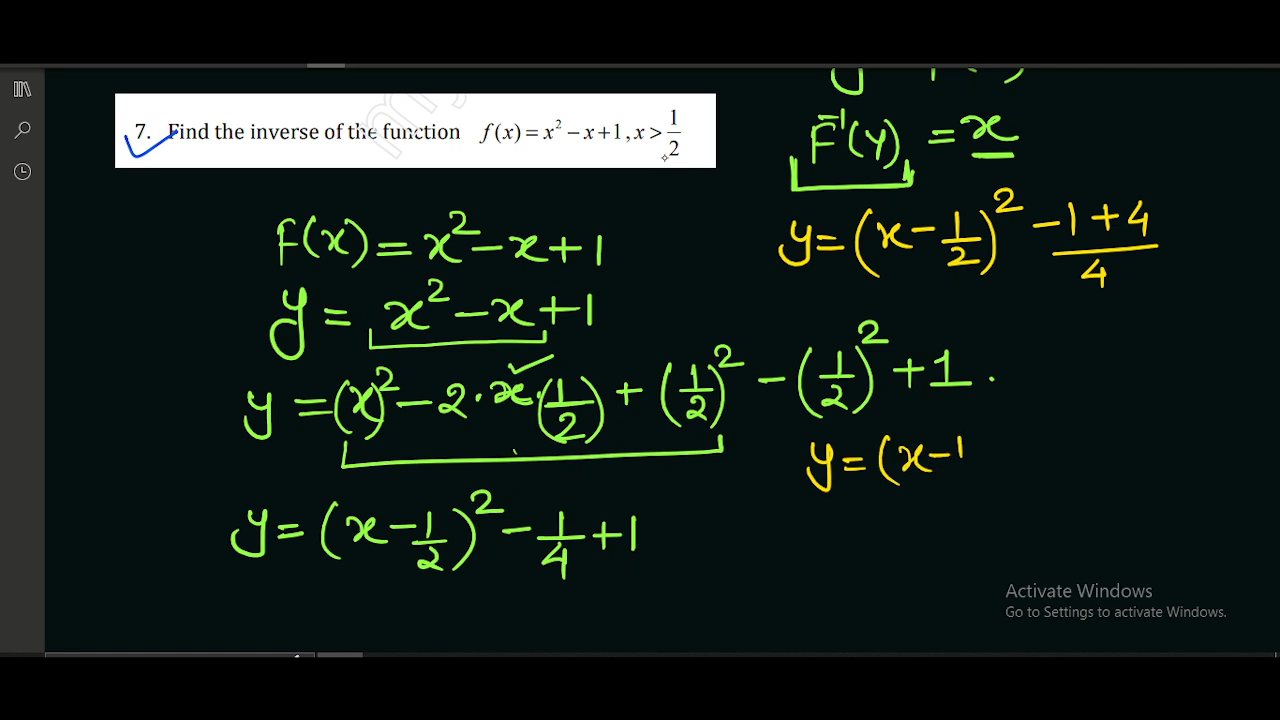 7. Find the inverse of the function f(x) = x² − x + 1 , x > 1/2
F(x) = x² − x + 1
y = x² − x + 1
y = (x)² − 2 · x · (1/2) + (1/2)² − (1/2)² + 1 .
y = (x − 1/2)² − 1/4 + 1
F⁻¹(y) = x
y = (x − 1/2)² (−1 + 4)/4
y = (x − 1
Activate Windows
Go to Settings to activate Windows.